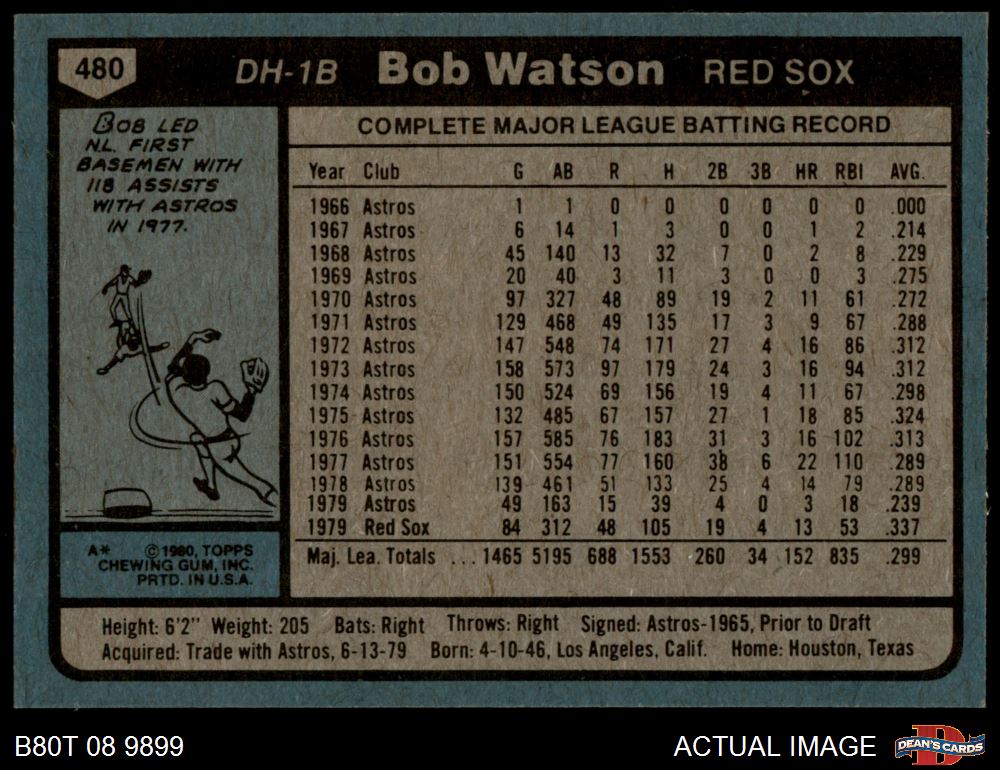 480 DH-1B Bob Watson RED SOX
BOB LED
N.L. FIRST
BASEMEN WITH
118 ASSISTS
WITH ASTROS
IN 1977.
COMPLETE MAJOR LEAGUE BATTING RECORD
Year Club G AB R H 2B 3B HR RBI AVG.
1966 Astros 1 1 0 0 0 0 0 0 .000
1967 Astros 6 14 1 3 0 0 1 2 .214
1968 Astros 45 140 13 32 7 0 2 8 .229
1969 Astros 20 40 3 11 3 0 0 3 .275
1970 Astros 97 327 48 89 19 2 11 61 .272
1971 Astros 129 468 49 135 17 3 9 67 .288
1972 Astros 147 548 74 171 27 4 16 86 .312
1973 Astros 158 573 97 179 24 3 16 94 .312
1974 Astros 150 524 69 156 19 4 11 67 .298
1975 Astros 132 485 67 157 27 1 18 85 .324
1976 Astros 157 585 76 183 31 3 16 102 .313
1977 Astros 151 554 77 160 38 6 22 110 .289
1978 Astros 139 461 51 133 25 4 14 79 .289
1979 Astros 49 163 15 39 4 0 3 18 .239
1979 Red Sox 84 312 48 105 19 4 13 53 .337
Maj. Lea. Totals ... 1465 5195 688 1553 260 34 152 835 .299
A* ©1980, TOPPS
CHEWING GUM, INC.
PRTD. IN U.S.A.
Height: 6'2" Weight: 205 Bats: Right Throws: Right Signed: Astros-1965, Prior to Draft
Acquired: Trade with Astros, 6-13-79 Born: 4-10-46, Los Angeles, Calif. Home: Houston, Texas
B80T 08 9899 ACTUAL IMAGE DEAN'S CARDS